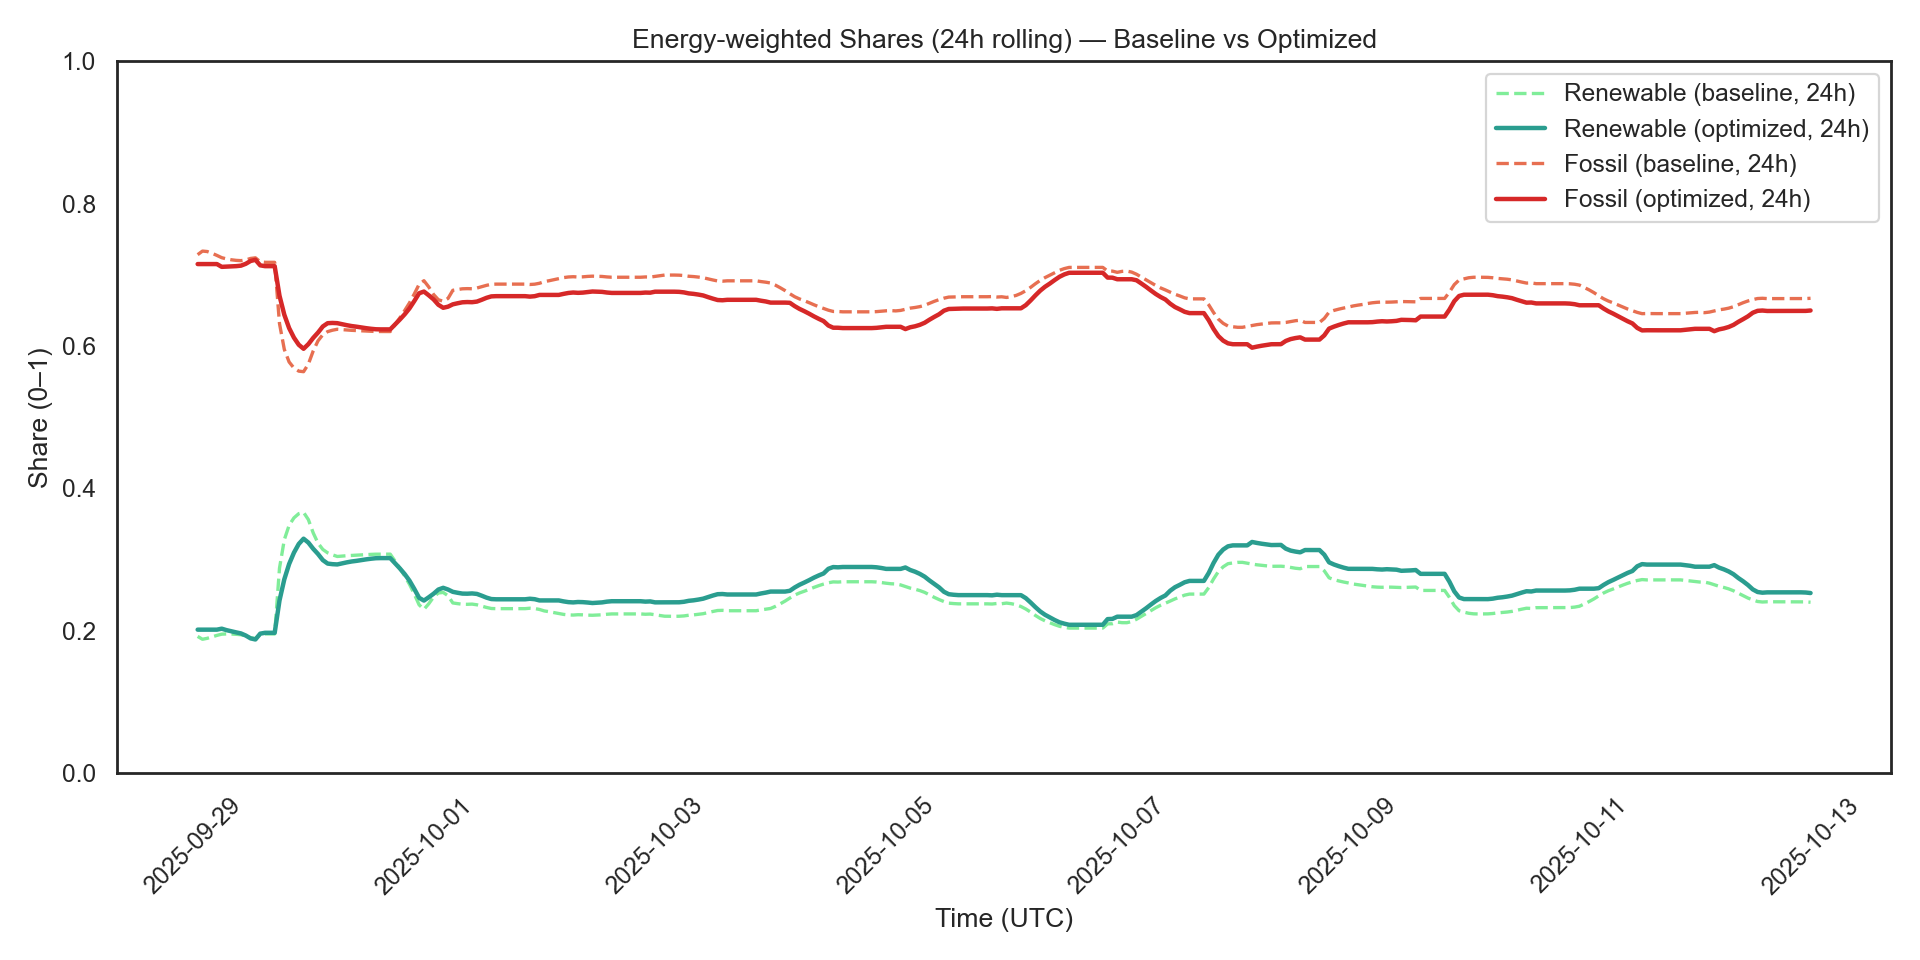 Energy-weighted Shares (24h rolling) — Baseline vs Optimized
Renewable (baseline, 24h)
Renewable (optimized, 24h)
Fossil (baseline, 24h)
Fossil (optimized, 24h)
Share (0–1)
1.0
0.8
0.6
0.4
0.2
0.0
2025-09-29
2025-10-01
2025-10-03
2025-10-05
2025-10-07
2025-10-09
2025-10-11
2025-10-13
Time (UTC)